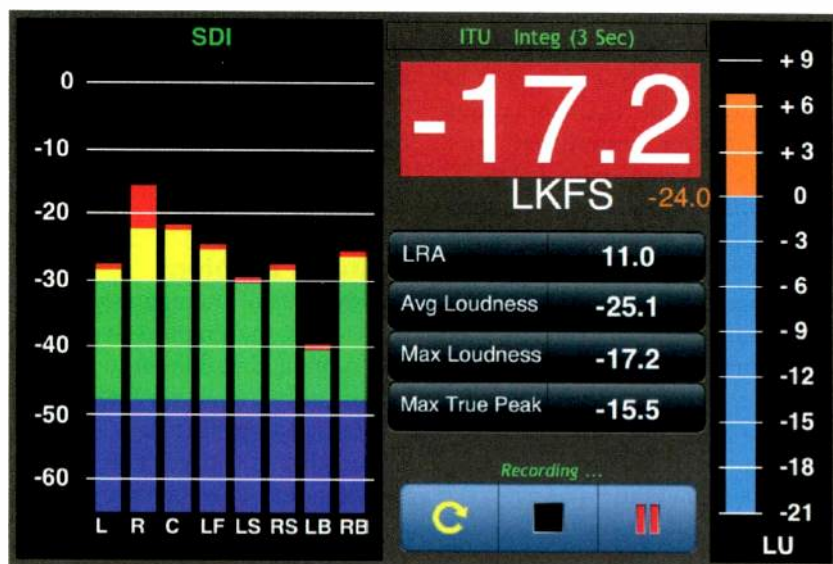 SDI
0
-10
-20
-30
-40
-50
-60
L R C LF LS RS LB RB
ITU Integ (3 Sec)
-17.2
LKFS -24.0
LRA 11.0
Avg Loudness -25.1
Max Loudness -17.2
Max True Peak -15.5
Recording ...
+9
+6
+3
0
-3
-6
-9
-12
-15
-18
-21
LU